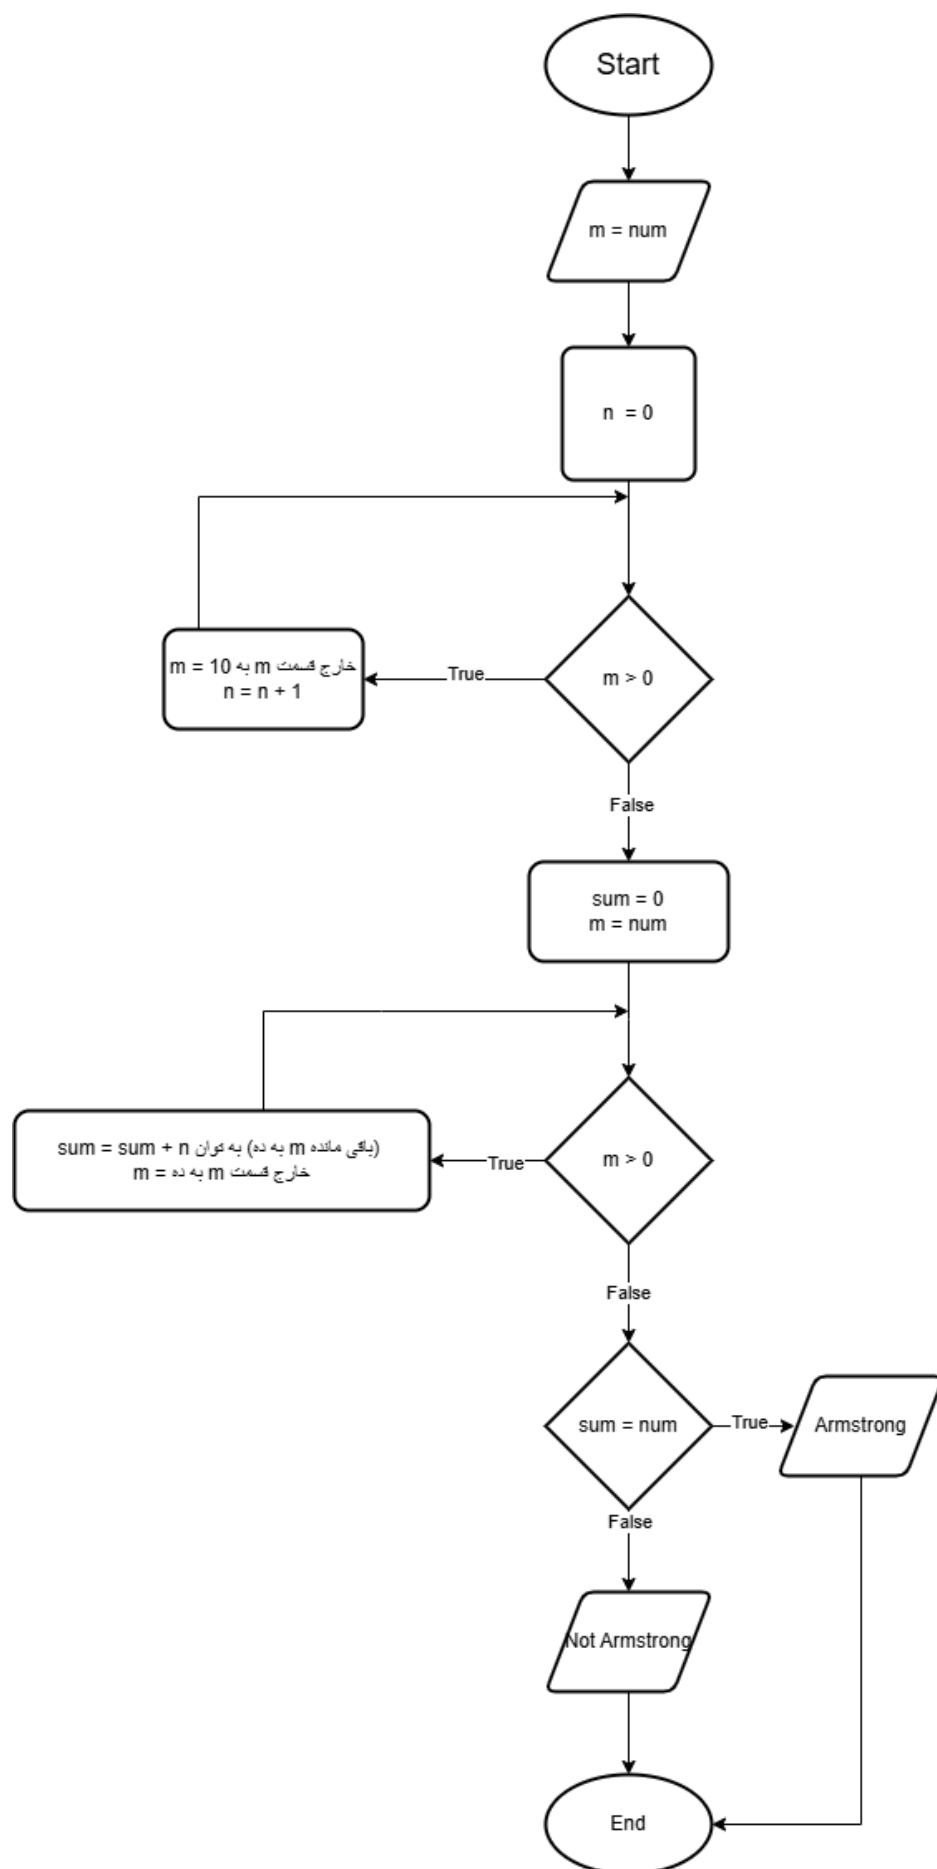 Start
m = num
n = 0
m > 0
True
m = خارج قسمت m به 10
n = n + 1
False
sum = 0
m = num
m > 0
True
sum = sum + (باقی مانده m به ده) به توان n
m = خارج قسمت m به ده
False
sum = num
True
Armstrong
False
Not Armstrong
End